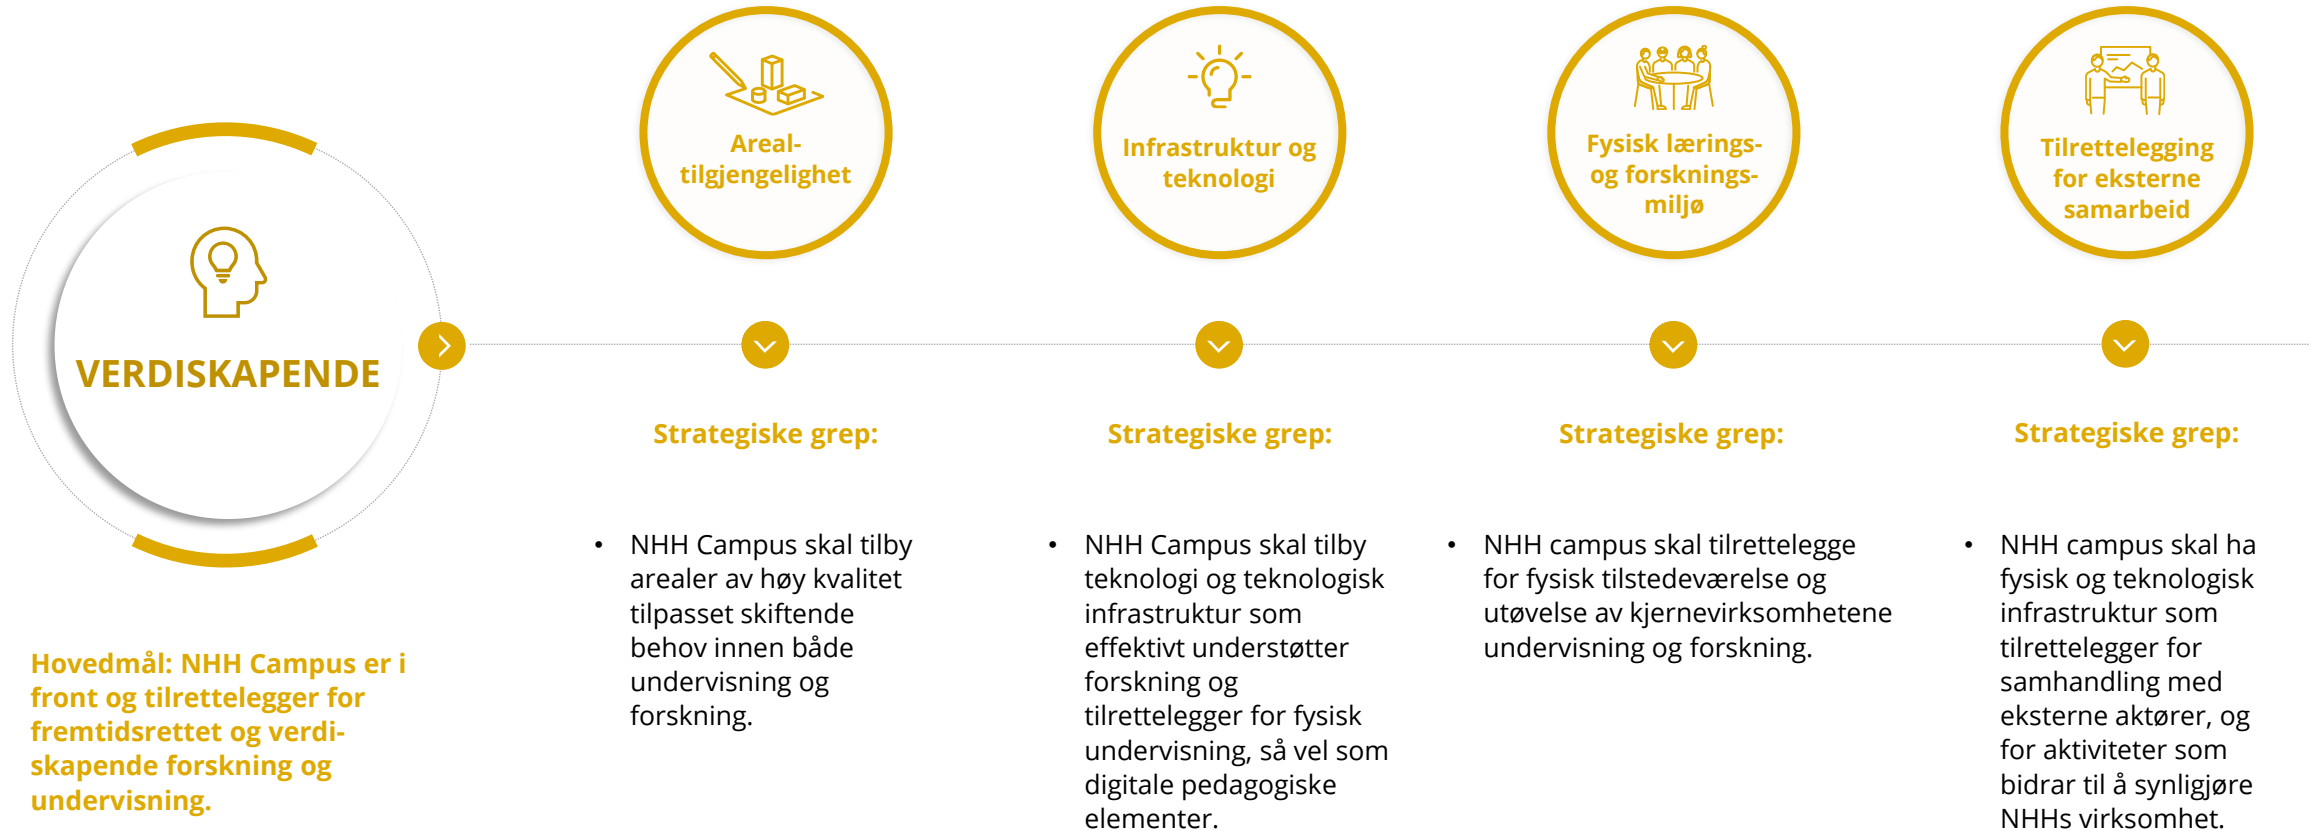 VERDISKAPENDE
Hovedmål: NHH Campus er i
front og tilrettelegger for
fremtidsrettet og verdi-
skapende forskning og
undervisning.
Areal-
tilgjengelighet
Strategiske grep:
• NHH Campus skal tilby
arealer av høy kvalitet
tilpasset skiftende
behov innen både
undervisning og
forskning.
Infrastruktur og
teknologi
Strategiske grep:
• NHH Campus skal tilby
teknologi og teknologisk
infrastruktur som
effektivt understøtter
forskning og
tilrettelegger for fysisk
undervisning, så vel som
digitale pedagogiske
elementer.
Fysisk lærings-
og forsknings-
miljø
Strategiske grep:
• NHH campus skal tilrettelegge
for fysisk tilstedeværelse og
utøvelse av kjernevirksomhetene
undervisning og forskning.
Tilrettelegging
for eksterne
samarbeid
Strategiske grep:
• NHH campus skal ha
fysisk og teknologisk
infrastruktur som
tilrettelegger for
samhandling med
eksterne aktører, og
for aktiviteter som
bidrar til å synligjøre
NHHs virksomhet.